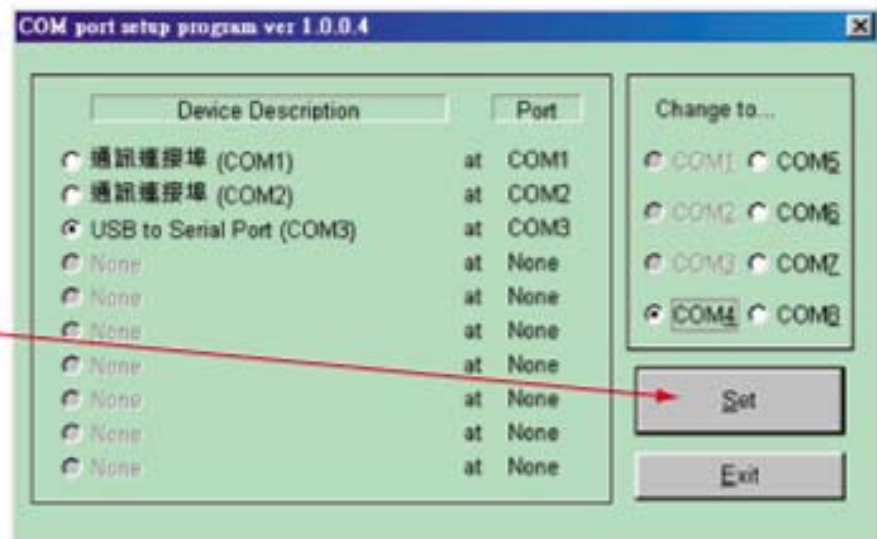 COM port setup program ver 1.0.0.4
Device Description Port
通訊連接埠 (COM1) at COM1
通訊連接埠 (COM2) at COM2
USB to Serial Port (COM3) at COM3
None at None
None at None
None at None
None at None
None at None
None at None
None at None
Change to...
COM1 COM5
COM2 COM6
COM3 COM7
COM4 COM8
Set
Exit